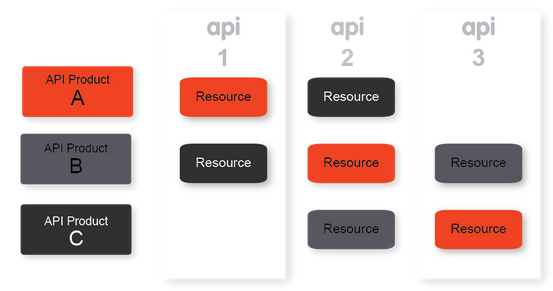 api api api
1 2 3
API Product
A
Resource Resource
API Product
B
Resource Resource Resource
API Product
C
Resource Resource